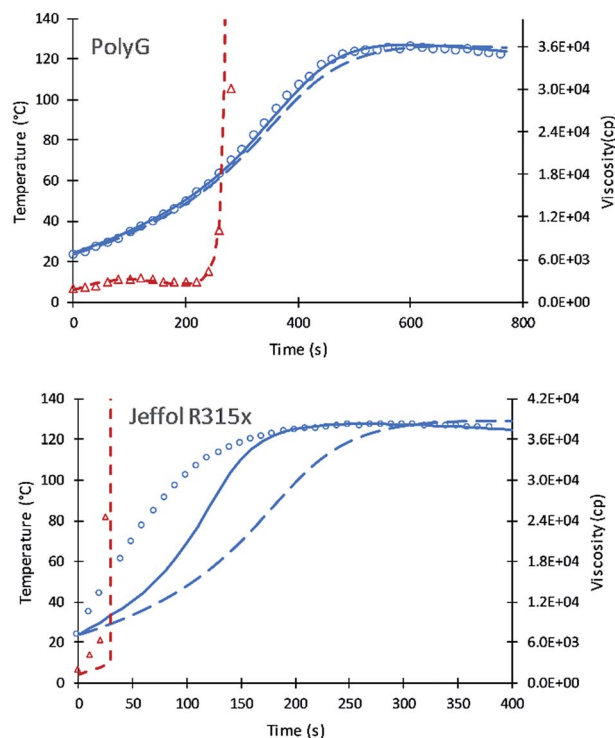 PolyG
Temperature (°C)
140
120
100
80
60
40
20
0
3.6E+04
3.0E+04
2.4E+04
1.8E+04
1.2E+04
6.0E+03
0.0E+00
Viscosity(cp)
0 200 400 600 800
Time (s)
Jeffol R315x
Temperature (°C)
140
120
100
80
60
40
20
0
4.2E+04
3.6E+04
3.0E+04
2.4E+04
1.8E+04
1.2E+04
6.0E+03
0.0E+00
Viscosity (cp)
0 50 100 150 200 250 300 350 400
Time (s)